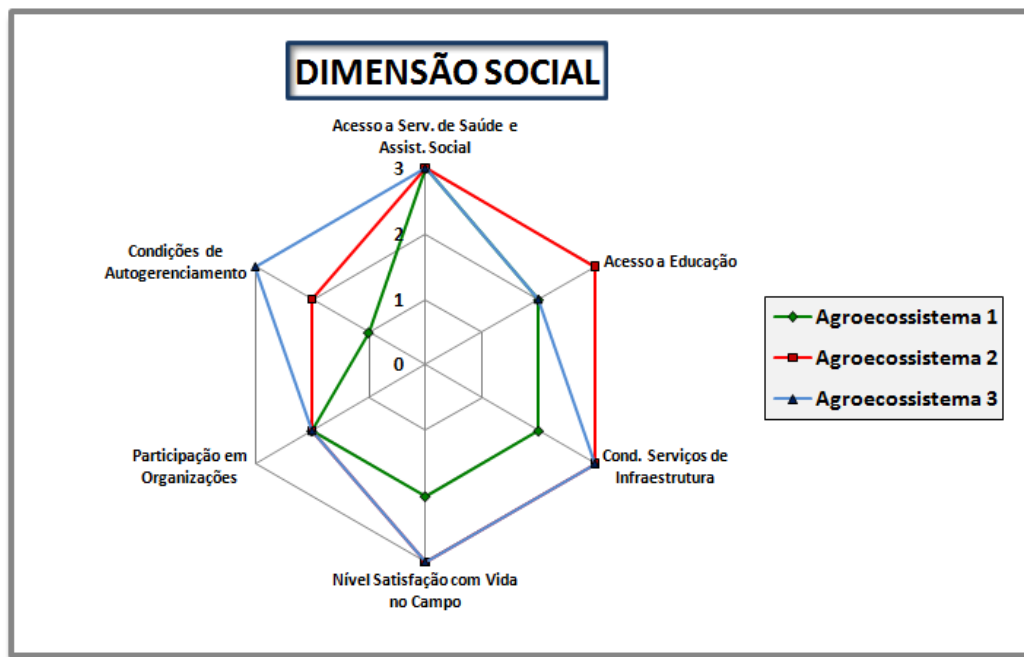 DIMENSÃO SOCIAL
Acesso a Serv. de Saúde e
Assist. Social
3
2
1
0
Acesso a Educação
Cond. Serviços de
Infraestrutura
Nível Satisfação com Vida
no Campo
Participação em
Organizações
Condições de
Autogerenciamento
Agroecossistema 1
Agroecossistema 2
Agroecossistema 3